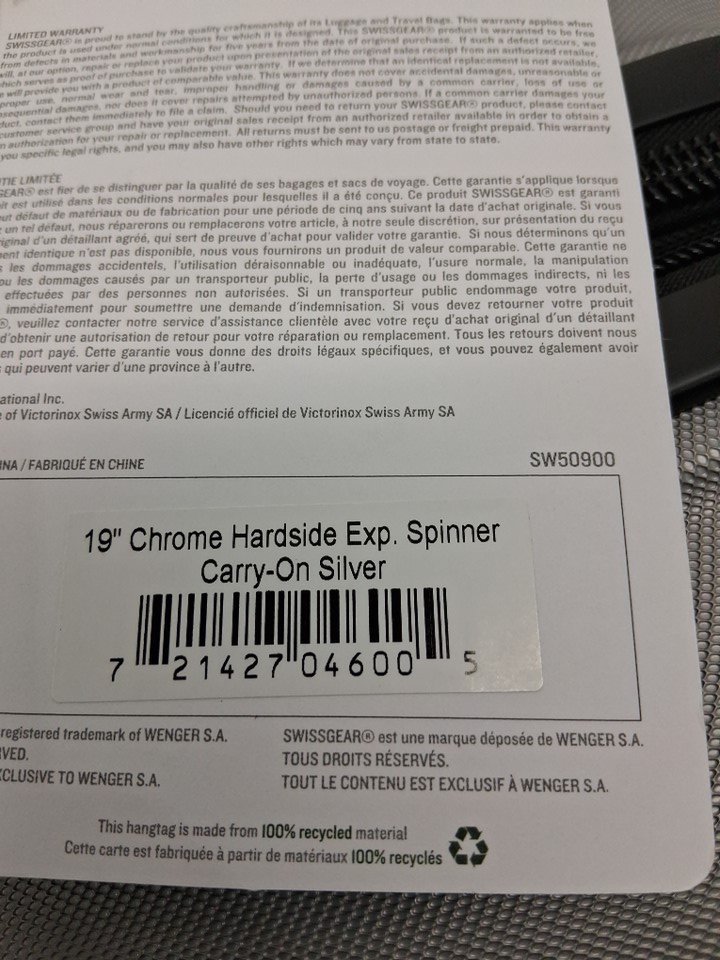 LIMITED WARRANTY
SWISSGEAR® is proud to stand by the quality craftsmanship of its Luggage and Travel Bags. This warranty applies when
the product is used under normal conditions for which it is designed. This SWISSGEAR® product is warranted to be free
from defects in materials and workmanship for five years from the date of original purchase. If such a defect occurs, we
will, at our option, repair or replace your product upon presentation of the original sales receipt from an authorized retailer,
which serves as proof of purchase to validate your warranty. If we determine that an identical replacement is not available,
will provide you with a product of comparable value. This warranty does not cover accidental damages, unreasonable or
proper use, normal wear and tear, improper handling or damages caused by a common carrier, loss of use or
nsequential damages, nor does it cover repairs attempted by unauthorized persons. If a common carrier damages your
duct, contact them immediately to file a claim. Should you need to return your SWISSGEAR® product, please contact
customer service group and have your original sales receipt from an authorized retailer available in order to obtain a
n authorization for your repair or replacement. All returns must be sent to us postage or freight prepaid. This warranty
you specific legal rights, and you may also have other rights which may vary from state to state.
TIE LIMITÉE
GEAR® est fier de se distinguer par la qualité de ses bagages et sacs de voyage. Cette garantie s'applique lorsque
it est utilisé dans les conditions normales pour lesquelles il a été conçu. Ce produit SWISSGEAR® est garanti
out défaut de matériaux ou de fabrication pour une période de cinq ans suivant la date d'achat originale. Si vous
un tel défaut, nous réparerons ou remplacerons votre article, à notre seule discrétion, sur présentation du reçu
iginal d'un détaillant agréé, qui sert de preuve d'achat pour valider votre garantie. Si nous déterminons qu'un
ent identique n'est pas disponible, nous vous fournirons un produit de valeur comparable. Cette garantie ne
s les dommages accidentels, l'utilisation déraisonnable ou inadéquate, l'usure normale, la manipulation
ou les dommages causés par un transporteur public, la perte d'usage ou les dommages indirects, ni les
effectuées par des personnes non autorisées. Si un transporteur public endommage votre produit,
immédiatement pour soumettre une demande d'indemnisation. Si vous devez retourner votre produit
®, veuillez contacter notre service d'assistance clientèle avec votre reçu d'achat original d'un détaillant
d'obtenir une autorisation de retour pour votre réparation ou remplacement. Tous les retours doivent nous
en port payé. Cette garantie vous donne des droits légaux spécifiques, et vous pouvez également avoir
qui peuvent varier d'une province à l'autre.
ational Inc.
e of Victorinox Swiss Army SA / Licencié officiel de Victorinox Swiss Army SA
INA / FABRIQUÉ EN CHINE
SW50900
19" Chrome Hardside Exp. Spinner
Carry-On Silver
7 21427 04600 5
registered trademark of WENGER S.A.
VED.
XCLUSIVE TO WENGER S.A.
SWISSGEAR® est une marque déposée de WENGER S.A.
TOUS DROITS RÉSERVÉS.
TOUT LE CONTENU EST EXCLUSIF À WENGER S.A.
This hangtag is made from 100% recycled material
Cette carte est fabriquée à partir de matériaux 100% recyclés